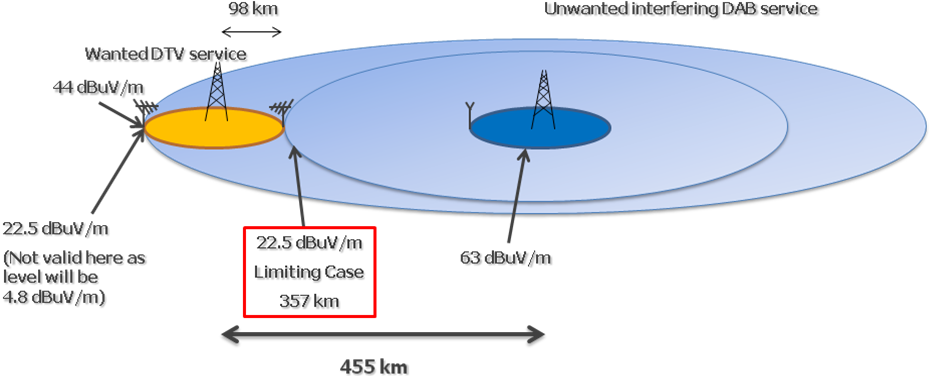 98 km
Unwanted interfering DAB service
Wanted DTV service
44 dBuV/m
22.5 dBuV/m
(Not valid here as
level will be
4.8 dBuV/m)
22.5 dBuV/m
Limiting Case
357 km
63 dBuV/m
455 km